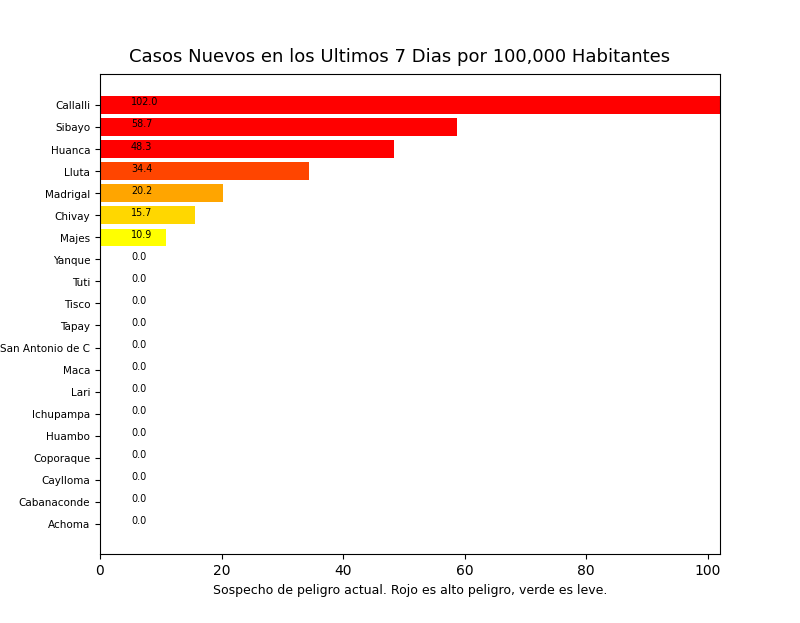 Casos Nuevos en los Ultimos 7 Dias por 100,000 Habitantes
Callalli 102.0
Sibayo 58.7
Huanca 48.3
Lluta 34.4
Madrigal 20.2
Chivay 15.7
Majes 10.9
Yanque 0.0
Tuti 0.0
Tisco 0.0
Tapay 0.0
San Antonio de C 0.0
Maca 0.0
Lari 0.0
Ichupampa 0.0
Huambo 0.0
Coporaque 0.0
Caylloma 0.0
Cabanaconde 0.0
Achoma 0.0
0 20 40 60 80 100
Sospecho de peligro actual. Rojo es alto peligro, verde es leve.